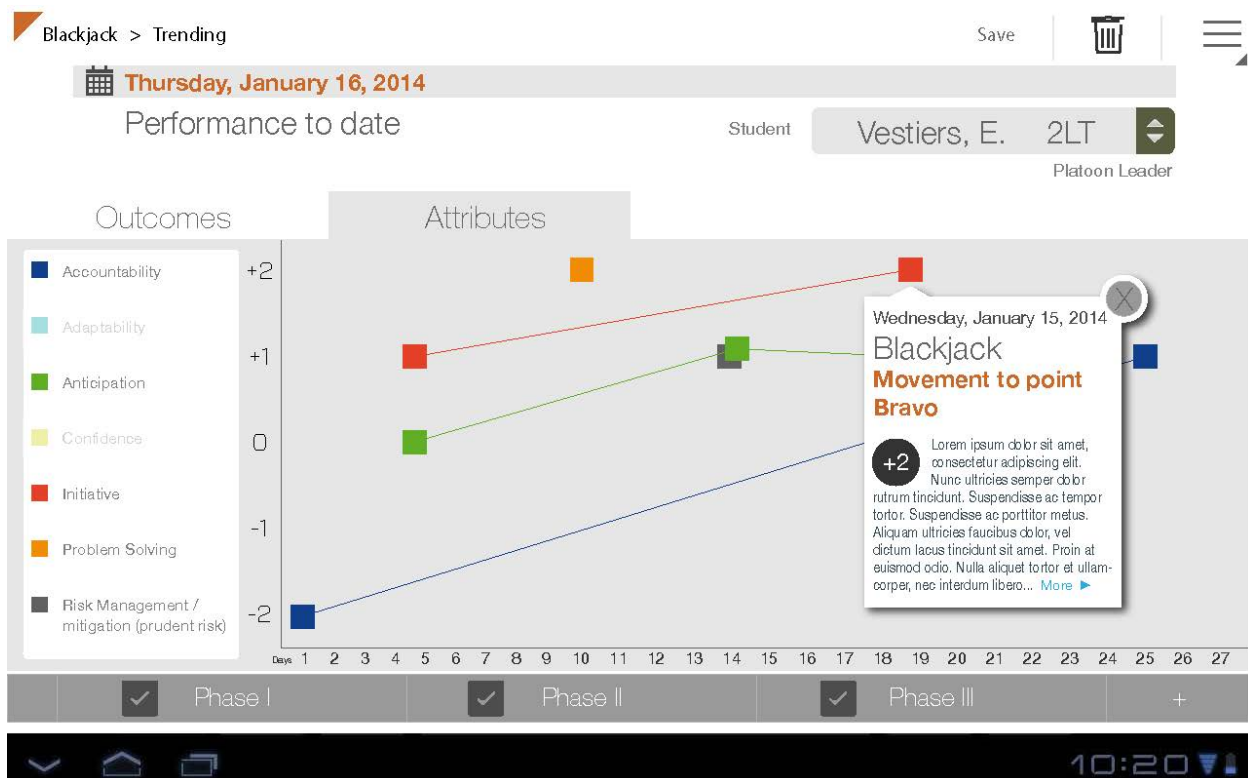 Blackjack > Trending
Save
Thursday, January 16, 2014
Performance to date
Student
Vestiers, E. 2LT
Platoon Leader
Outcomes
Attributes
Accountability
Adaptability
Anticipation
Confidence
Initiative
Problem Solving
Risk Management /
mitigation (prudent risk)
+2
+1
0
-1
-2
Wednesday, January 15, 2014
X
Blackjack
Movement to point
Bravo
+2
Lorem ipsum dolor sit amet,
consectetur adipiscing elit.
Nunc ultricies semper dolor
rutrum tincidunt. Suspendisse ac tempor
tortor. Suspendisse ac porttitor metus.
Aliquam ultricies faucibus dolor, vel
dictum lacus tincidunt sit amet. Proin at
euismod odio. Nulla aliquet tortor et ullam-
corper, nec interdum libero... More ►
Days 1 2 3 4 5 6 7 8 9 10 11 12 13 14 15 16 17 18 19 20 21 22 23 24 25 26 27
Phase I
Phase II
Phase III
+
10:20